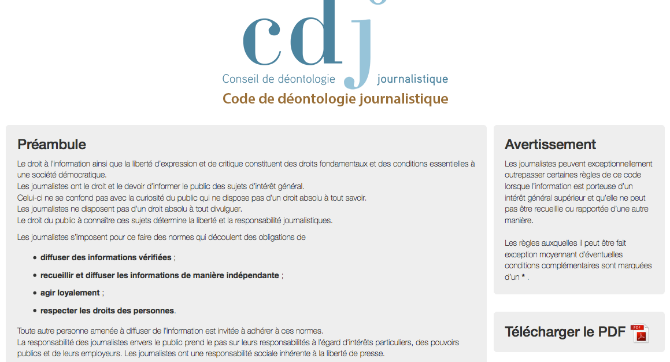 cdj
Conseil de déontologie journalistique
Code de déontologie journalistique
Préambule
Le droit à l'information ainsi que la liberté d'expression et de critique constituent des droits fondamentaux et des conditions essentielles à
une société démocratique.
Les journalistes ont le droit et le devoir d'informer le public des sujets d'intérêt général.
Celui-ci ne se confond pas avec la curiosité du public qui ne dispose pas d'un droit absolu à tout savoir.
Les journalistes ne disposent pas d'un droit absolu à tout divulguer.
Le droit du public à connaître ces sujets détermine la liberté et la responsabilité journalistiques.
Les journalistes s'imposent pour ce faire des normes qui découlent des obligations de
• diffuser des informations vérifiées ;
• recueillir et diffuser les informations de manière indépendante ;
• agir loyalement ;
• respecter les droits des personnes.
Toute autre personne amenée à diffuser de l'information est invitée à adhérer à ces normes.
La responsabilité des journalistes envers le public prend le pas sur leurs responsabilités à l'égard d'intérêts particuliers, des pouvoirs
publics et de leurs employeurs. Les journalistes ont une responsabilité sociale inhérente à la liberté de presse.
Avertissement
Les journalistes peuvent exceptionnellement
outrepasser certaines règles de ce code
lorsque l'information est porteuse d'un
intérêt général supérieur et qu'elle ne peut
pas être recueillie ou rapportée d'une autre
manière.
Les règles auxquelles il peut être fait
exception moyennant d'éventuelles
conditions complémentaires sont marquées
d'un * .
Télécharger le PDF